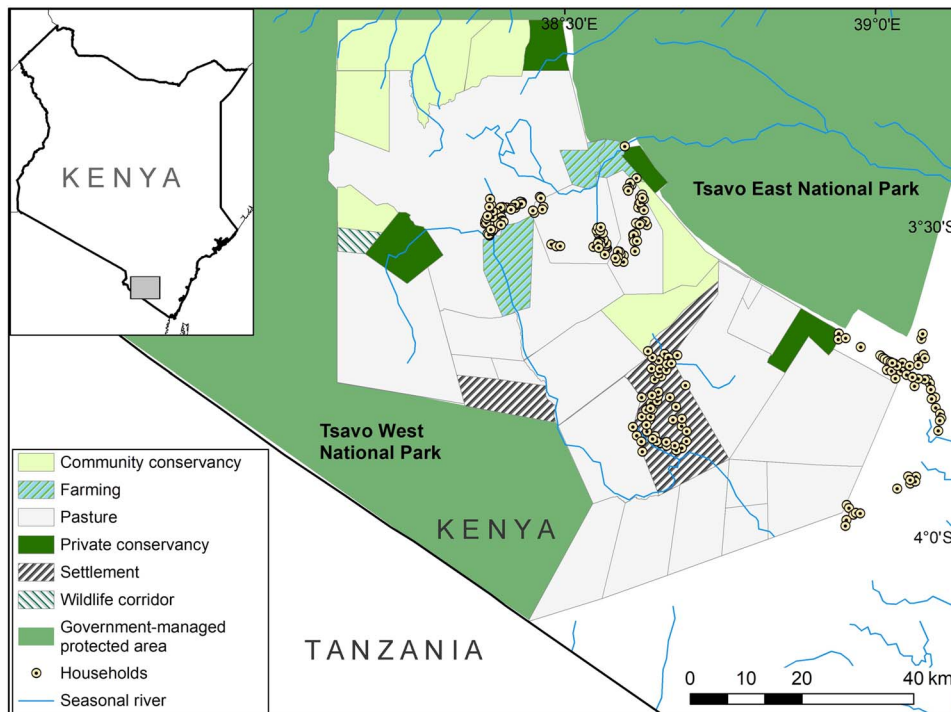 38°30'E
39°0'E
KENYA
Tsavo East National Park
3°30'S
Tsavo West
National Park
Community conservancy
Farming
Pasture
Private conservancy
Settlement
Wildlife corridor
Government-managed
protected area
Households
Seasonal river
KENYA
4°0'S
TANZANIA
0 10 20 40 km